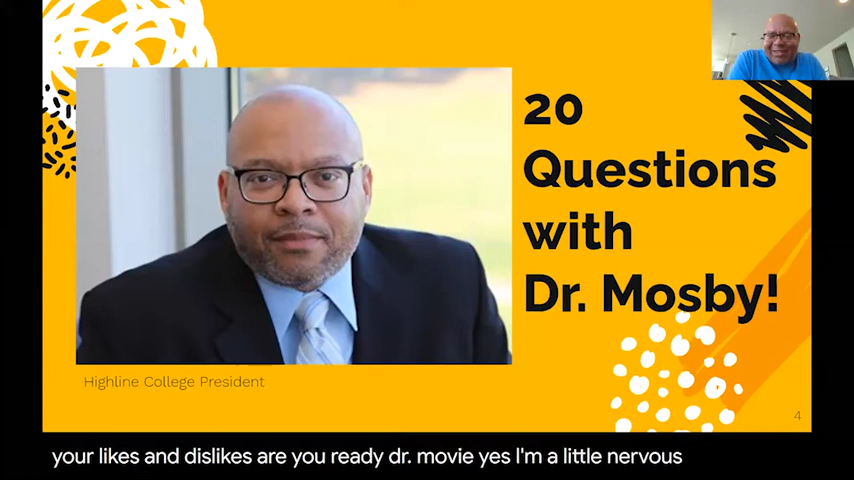 20
Questions
with
Dr. Mosby!
Highline College President
4
your likes and dislikes are you ready dr. movie yes I'm a little nervous